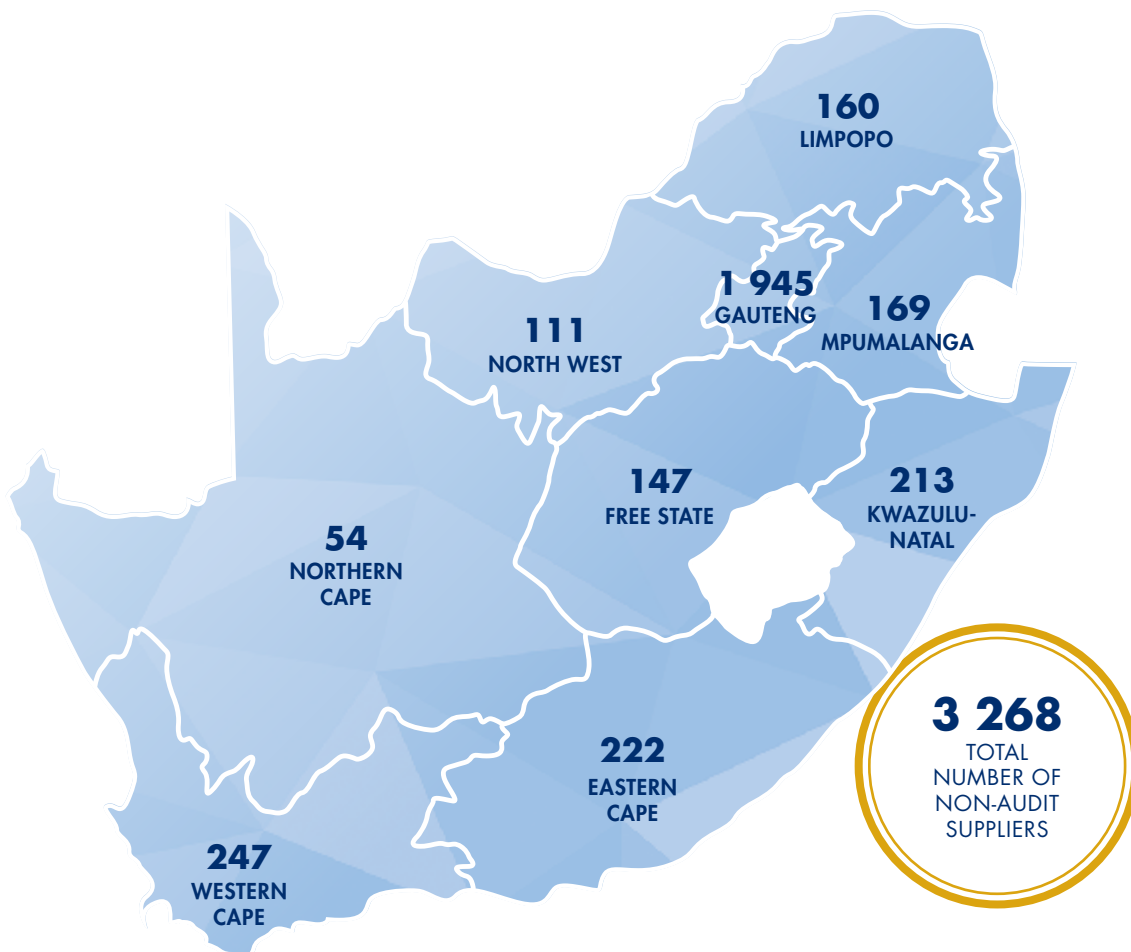 160
LIMPOPO
1 945
GAUTENG
169
MPUMALANGA
111
NORTH WEST
147
FREE STATE
213
KWAZULU-
NATAL
54
NORTHERN
CAPE
222
EASTERN
CAPE
247
WESTERN
CAPE
3 268
TOTAL
NUMBER OF
NON-AUDIT
SUPPLIERS